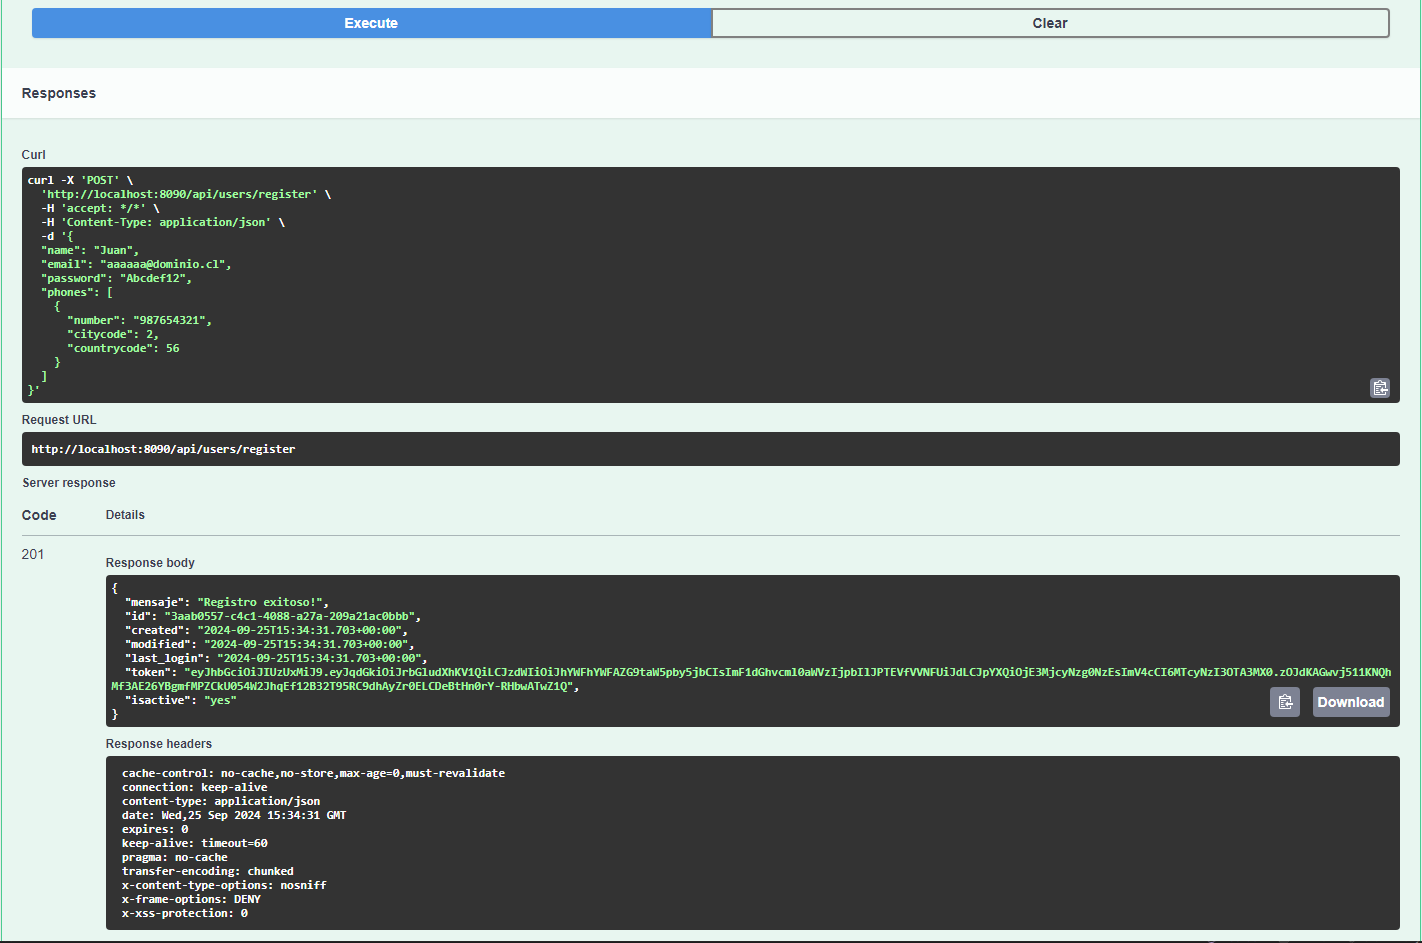 Execute
Clear
Responses
Curl
curl -X 'POST' \
  'http://localhost:8090/api/users/register' \
  -H 'accept: */*' \
  -H 'Content-Type: application/json' \
  -d '{
  "name": "Juan",
  "email": "aaaaaa@dominio.cl",
  "password": "Abcdef12",
  "phones": [
    {
      "number": "987654321",
      "citycode": 2,
      "countrycode": 56
    }
  ]
}'
Request URL
http://localhost:8090/api/users/register
Server response
Code Details
201
Response body
{
  "mensaje": "Registro exitoso!",
  "id": "3aab0557-c4c1-4088-a27a-209a21ac0bbb",
  "created": "2024-09-25T15:34:31.703+00:00",
  "modified": "2024-09-25T15:34:31.703+00:00",
  "last_login": "2024-09-25T15:34:31.703+00:00",
  "token": "eyJhbGciOiJIUzUxMiJ9.eyJqdGkiOiJrbGludXhKV1QiLCJzdWIiOiJhYWFhYWFAZG9taW5pby5jbCIsImF1dGhvcml0aWVzIjpbIlJPTEVfVVNFUiJdLCJpYXQiOjE3MjcyNzg0NzEsImV4cCI6MTcyNzI3OTA3MX0.zOJdKAGwvj511KNQh
Mf3AE26YBgmfMPZCkU054W2JhqEf12B32T95RC9dhAyZr0ELCDeBtHn0rY-RHbwATwZ1Q",
  "isactive": "yes"
}
Download
Response headers
cache-control: no-cache,no-store,max-age=0,must-revalidate
connection: keep-alive
content-type: application/json
date: Wed,25 Sep 2024 15:34:31 GMT
expires: 0
keep-alive: timeout=60
pragma: no-cache
transfer-encoding: chunked
x-content-type-options: nosniff
x-frame-options: DENY
x-xss-protection: 0